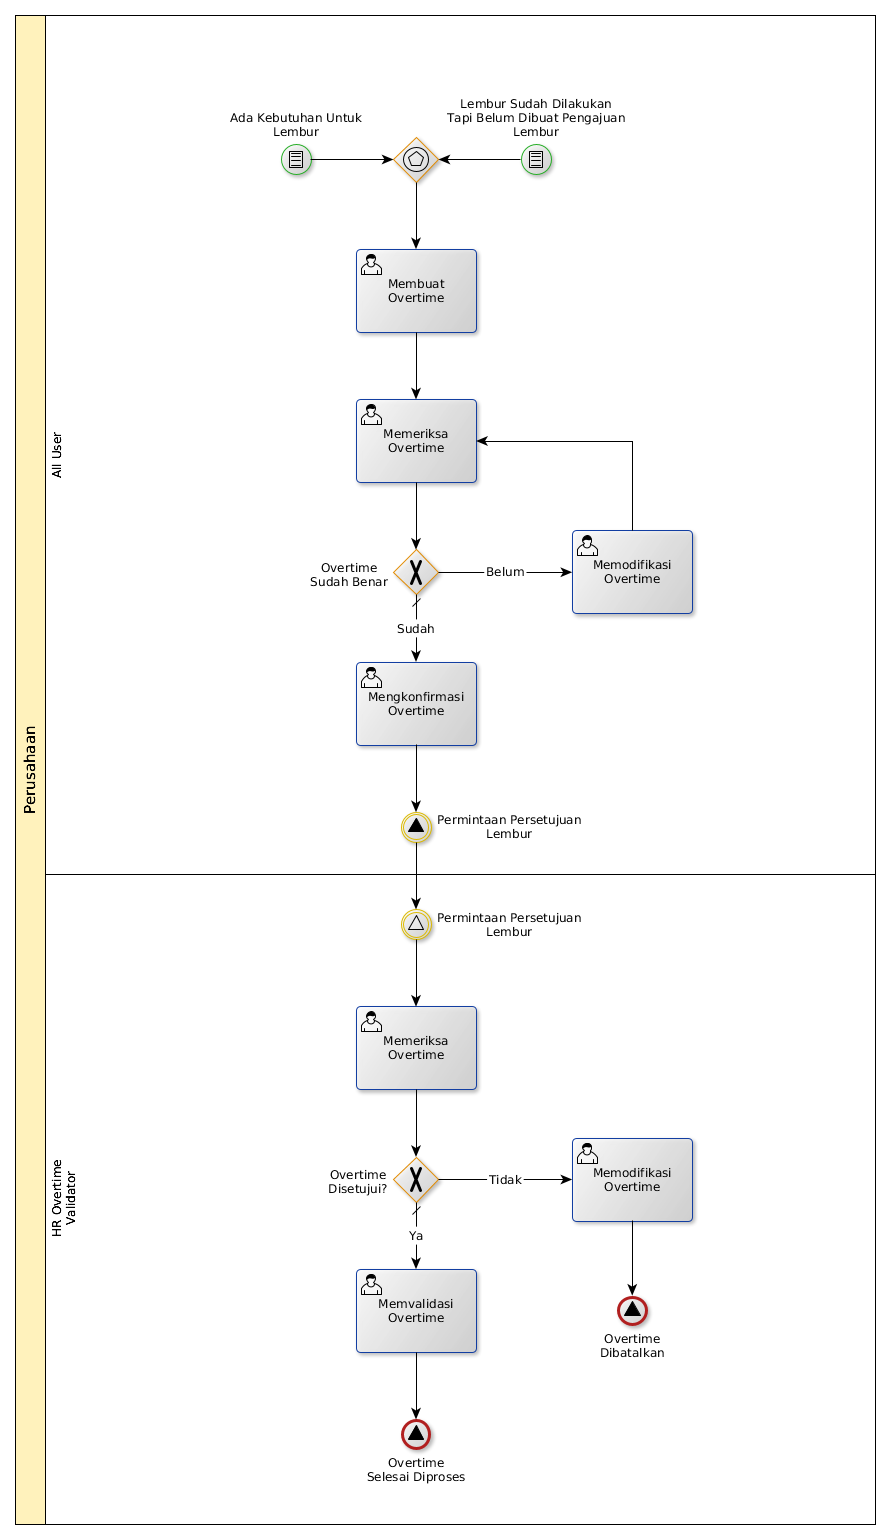 Perusahaan
All User
Ada Kebutuhan Untuk
Lembur
Lembur Sudah Dilakukan
Tapi Belum Dibuat Pengajuan
Lembur
Membuat
Overtime
Memeriksa
Overtime
Overtime
Sudah Benar
Belum
Memodifikasi
Overtime
Sudah
Mengkonfirmasi
Overtime
Permintaan Persetujuan
Lembur
HR Overtime
Validator
Permintaan Persetujuan
Lembur
Memeriksa
Overtime
Overtime
Disetujui?
Tidak
Memodifikasi
Overtime
Ya
Memvalidasi
Overtime
Overtime
Dibatalkan
Overtime
Selesai Diproses